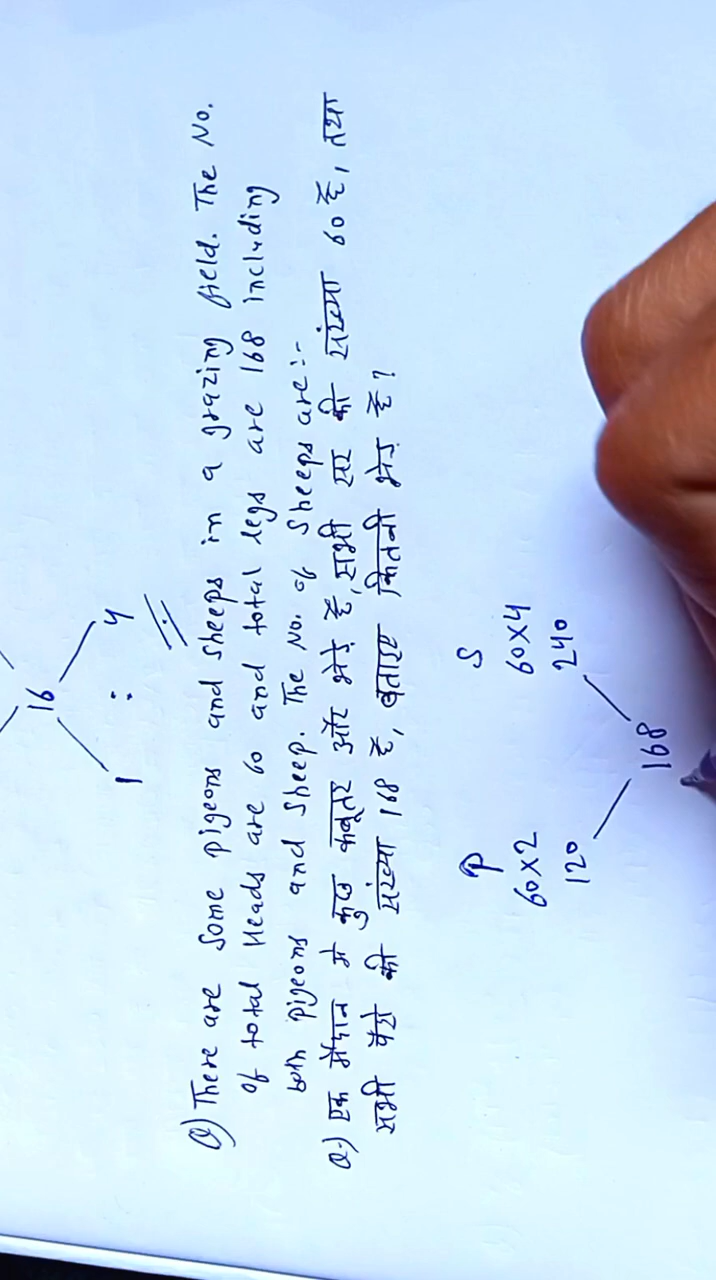 16
1 : 4
Q) There are Some pigeons and Sheeps in a grazing field. The No.
of total Heads are 60 and total legs are 168 including
both pigeons and Sheep. The No. of Sheeps are :-
Q.) एक मैदान मे कुछ कबूतर और भेड़े हैं, सभी सर की संख्या 60 हैं, तथा
सभी पैरो की संख्या 168 हैं, बताइए कितनी भेड़ हैं?
P S
60×2 60×4
120 240
168